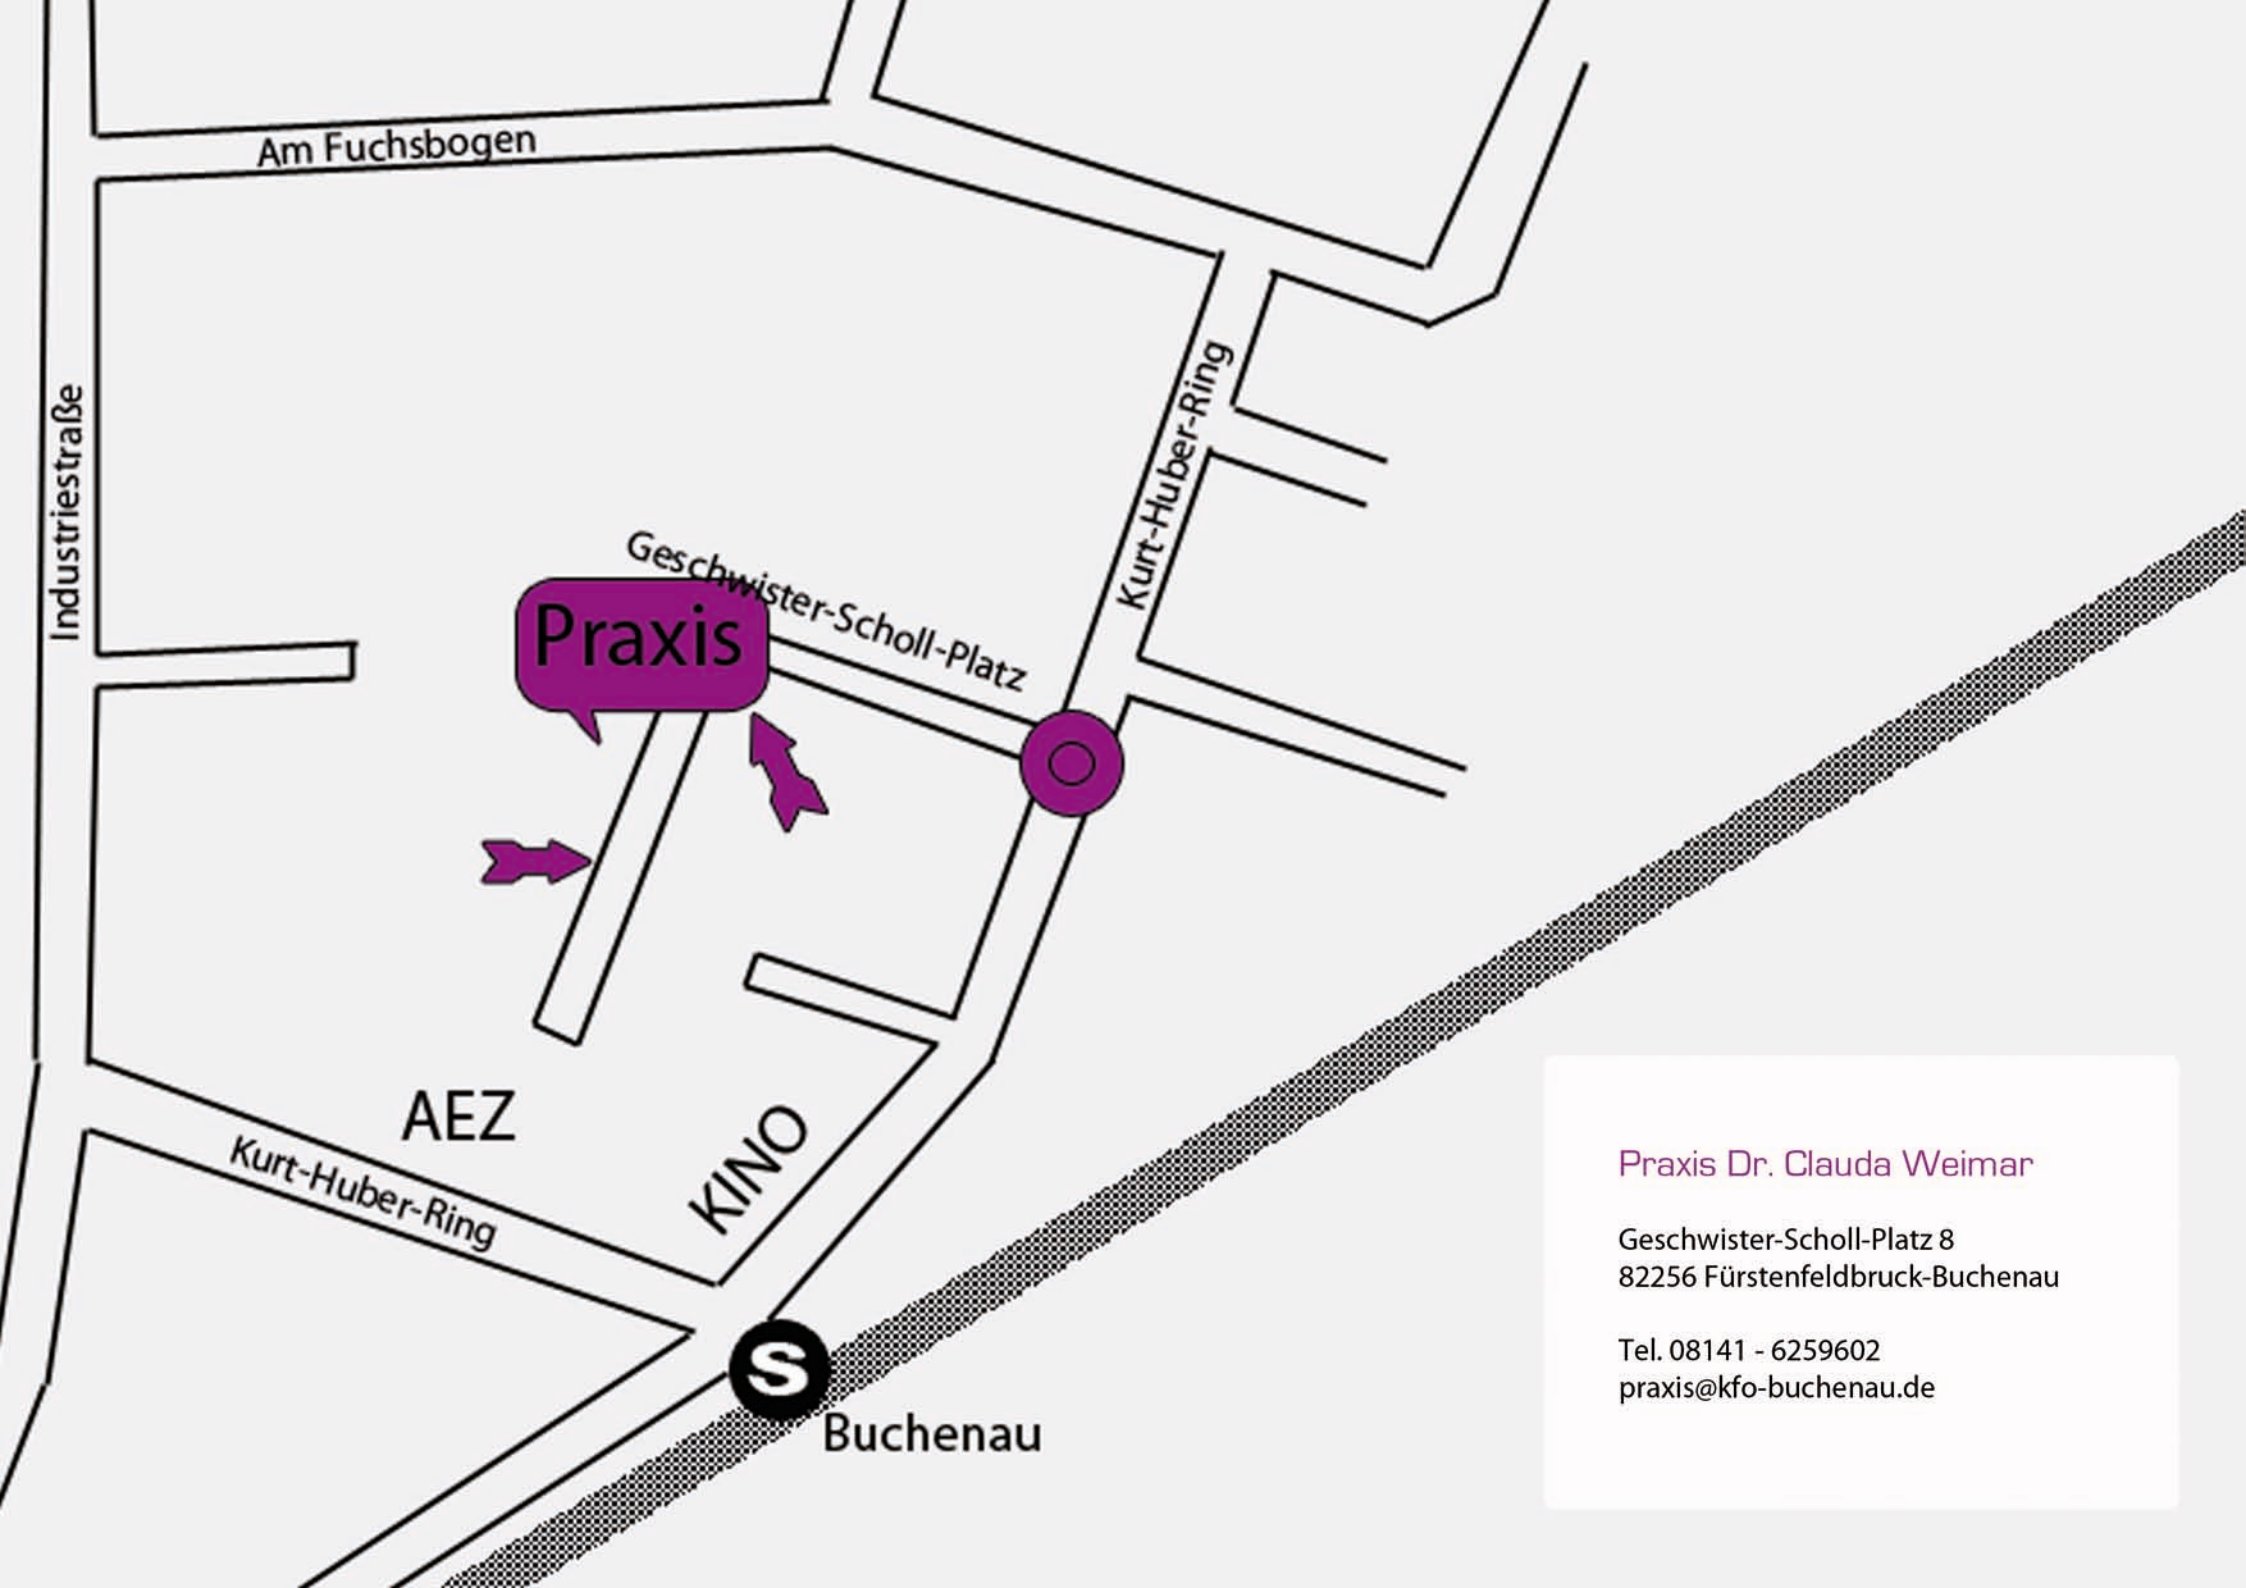 Am Fuchsbogen
Industriestraße
Kurt-Huber-Ring
Geschwister-Scholl-Platz
Praxis
AEZ
KINO
Kurt-Huber-Ring
S
Buchenau
Praxis Dr. Clauda Weimar
Geschwister-Scholl-Platz 8
82256 Fürstenfeldbruck-Buchenau
Tel. 08141 - 6259602
praxis@kfo-buchenau.de